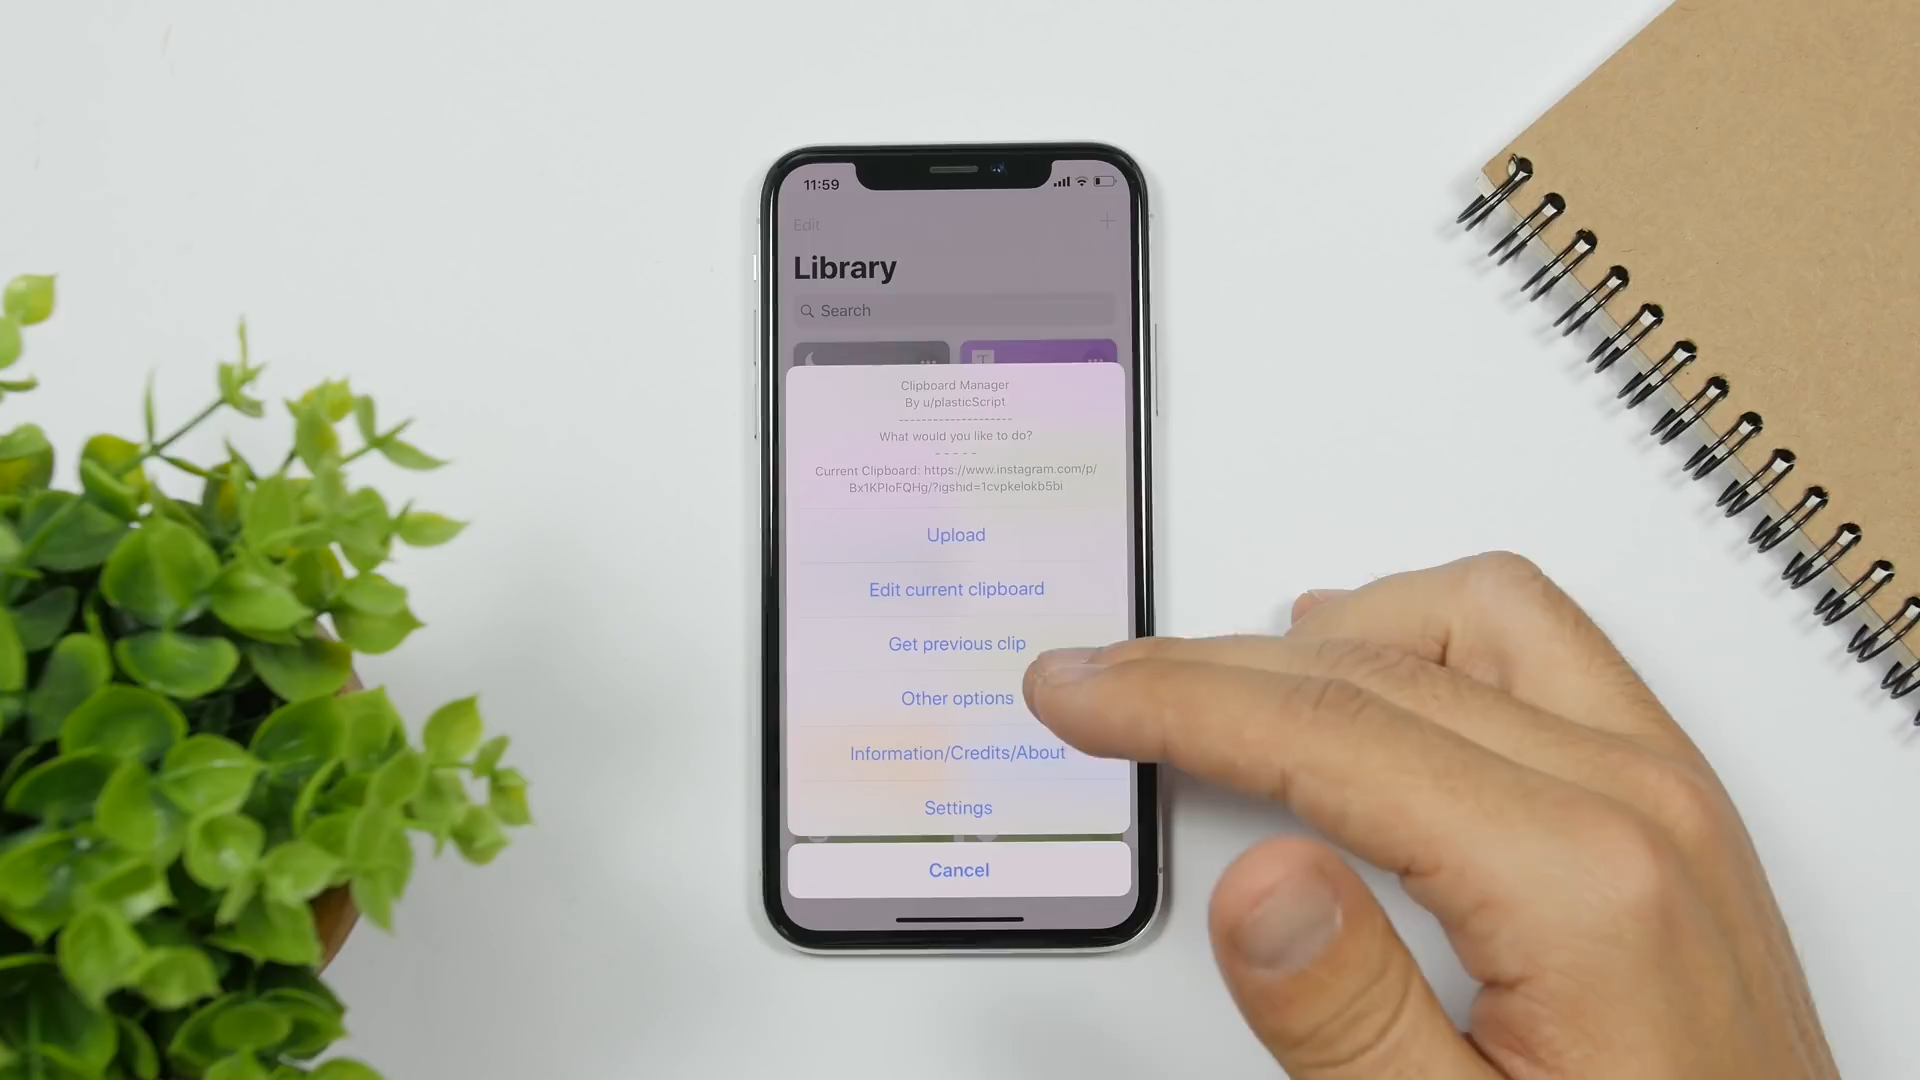 11:59
Edit
Library
Search
T
Clipboard Manager
By u/plasticScript
--------------------
What would you like to do?
- - - - -
Current Clipboard: https://www.instagram.com/p/
Bx1KPloFQHg/?igshid=1cvpkelokb5bi
Upload
Edit current clipboard
Get previous clip
Other options
Information/Credits/About
Settings
Cancel